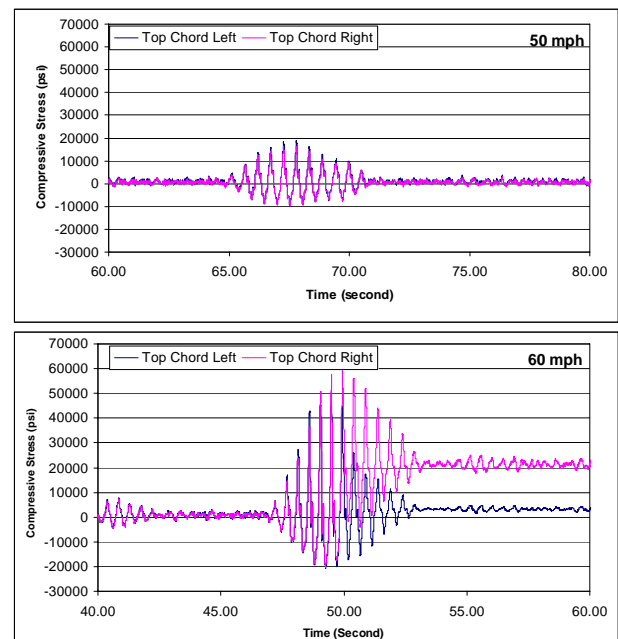 70000
Top Chord Left Top Chord Right
50 mph
60000
50000
40000
30000
20000
10000
0
-10000
-20000
-30000
Compressive Stress (psi)
60.00 65.00 70.00 75.00 80.00
Time (second)
70000
Top Chord Left Top Chord Right
60 mph
60000
50000
40000
30000
20000
10000
0
-10000
-20000
-30000
Compressive Stress (psi)
40.00 45.00 50.00 55.00 60.00
Time (Second)